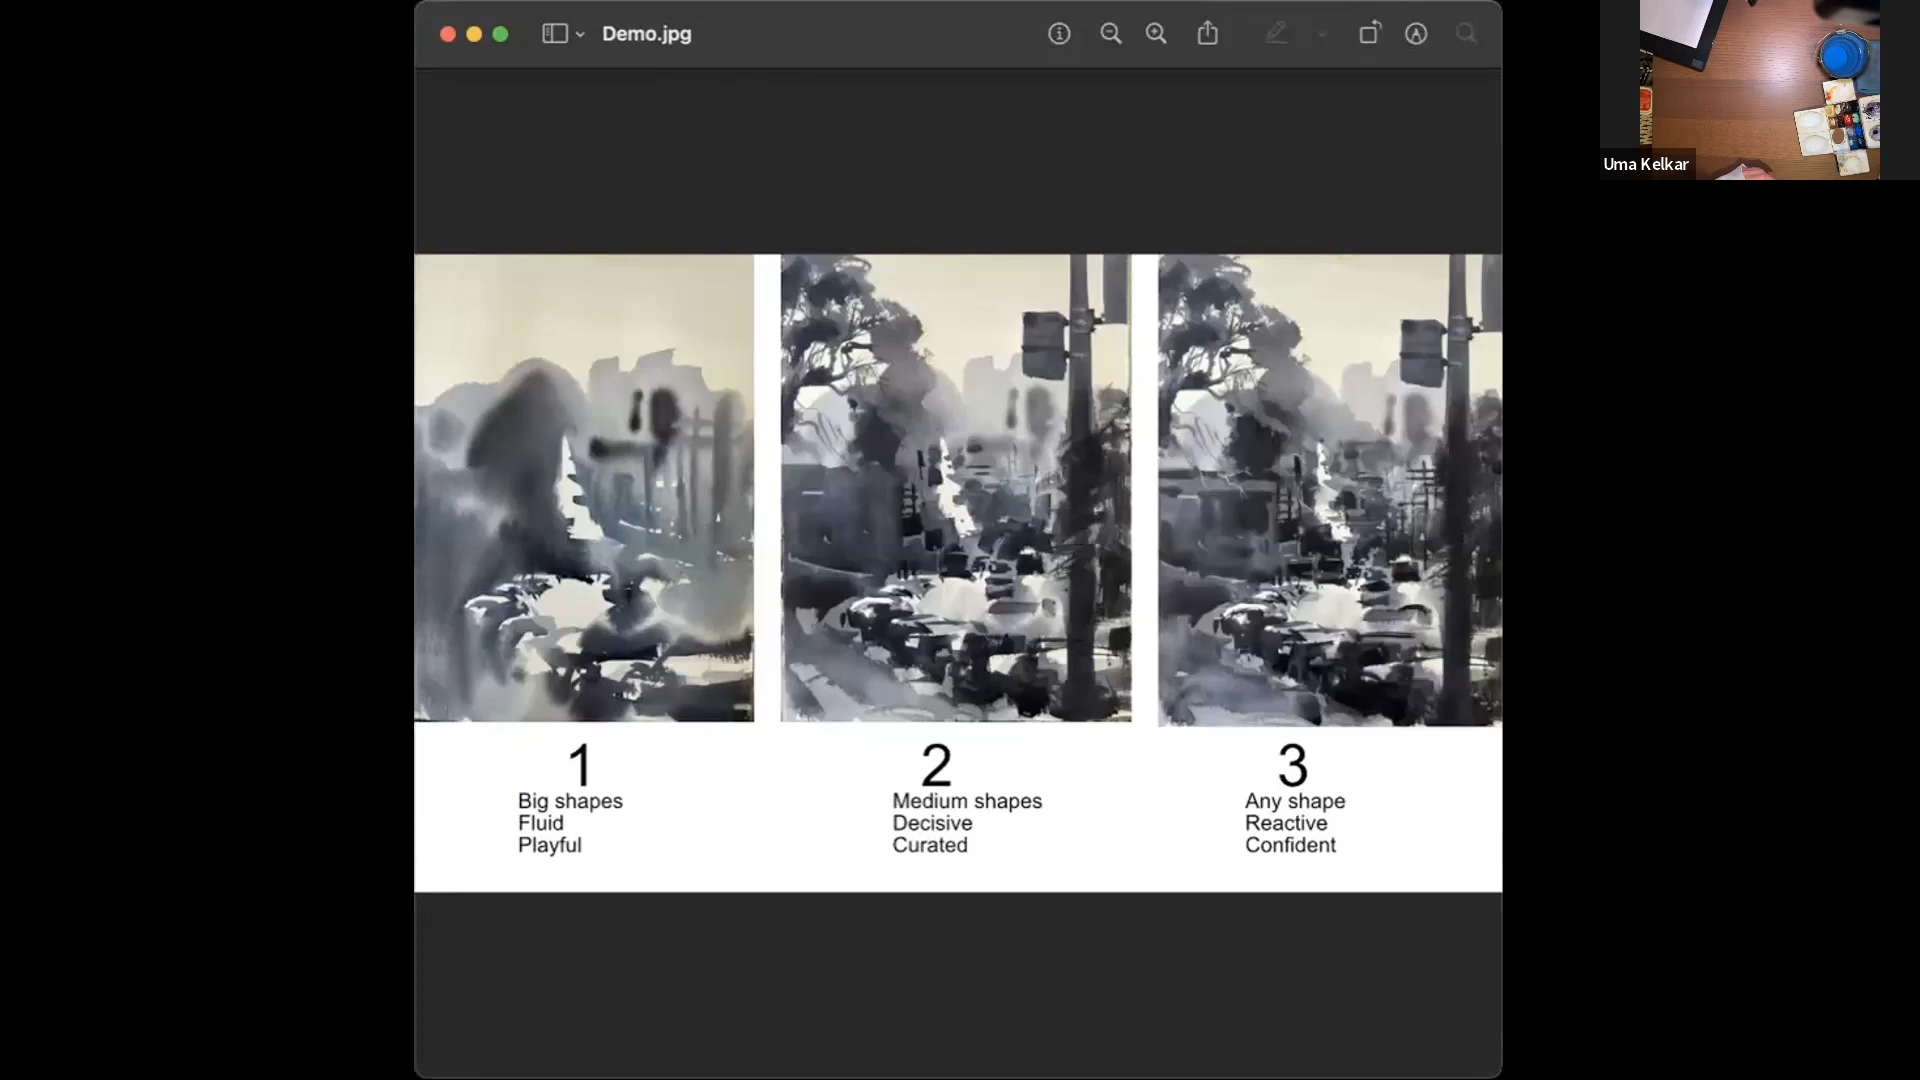 Demo.jpg
Uma Kelkar
1
Big shapes
Fluid
Playful
2
Medium shapes
Decisive
Curated
3
Any shape
Reactive
Confident